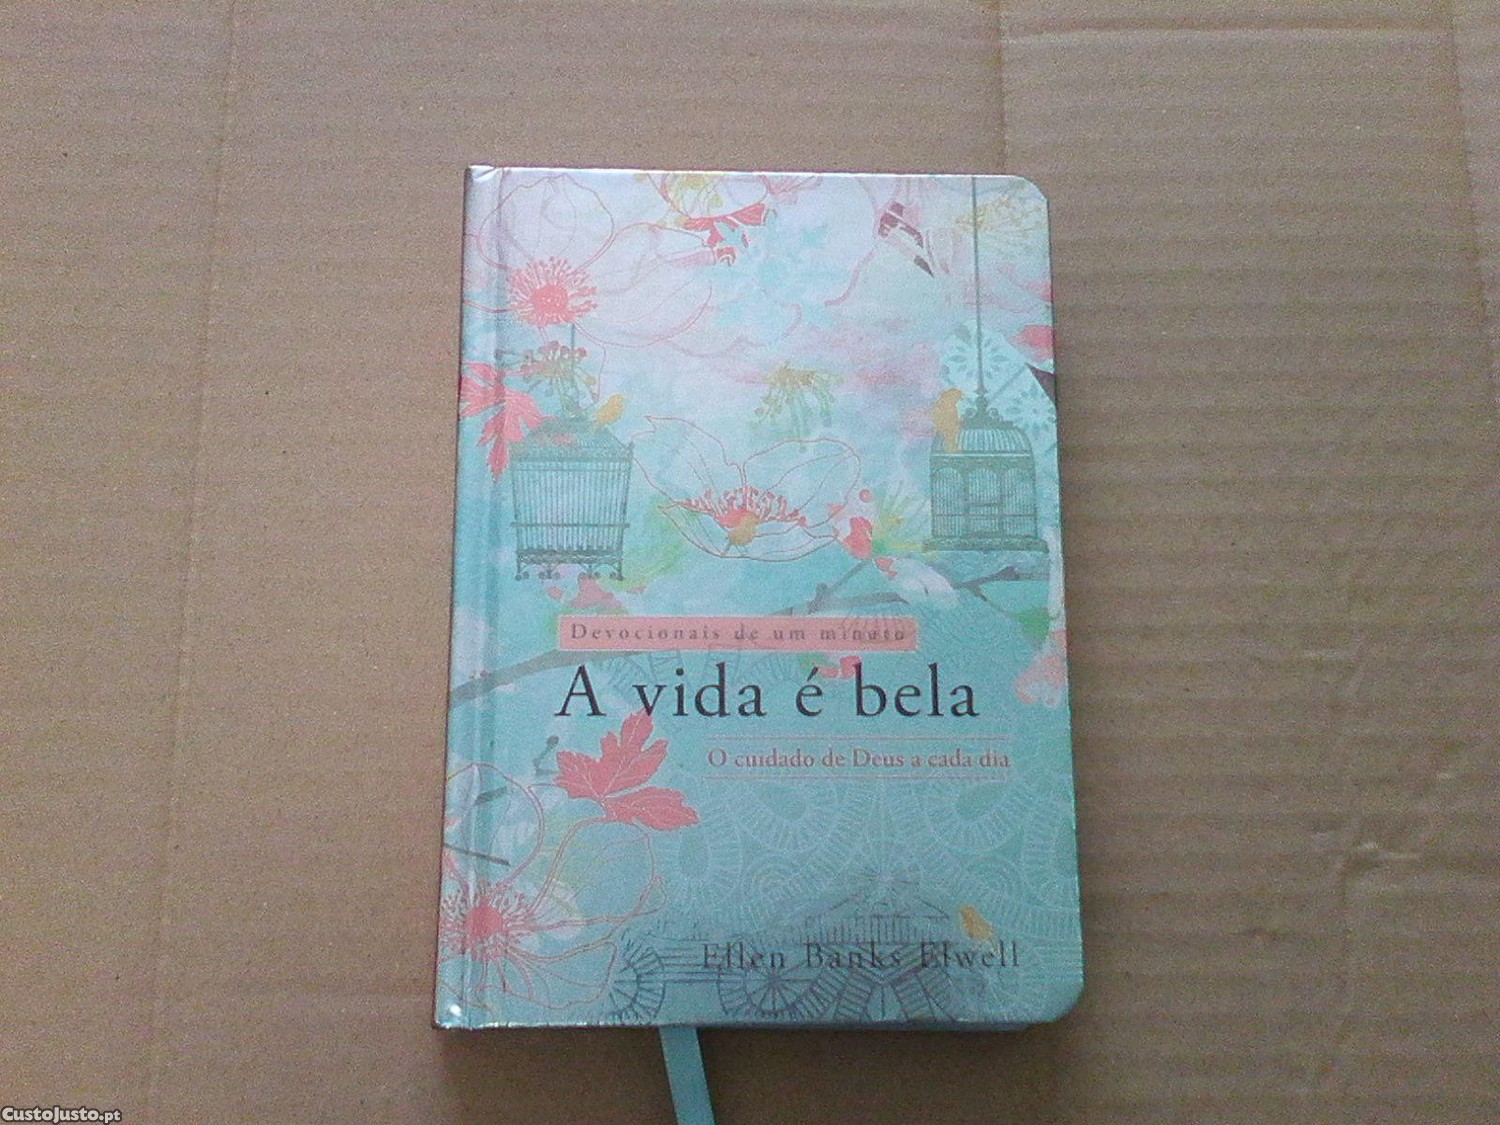 Devocionais de um minuto
A vida é bela
O cuidado de Deus a cada dia
Ellen Banks Elwell
CustoJusto.pt